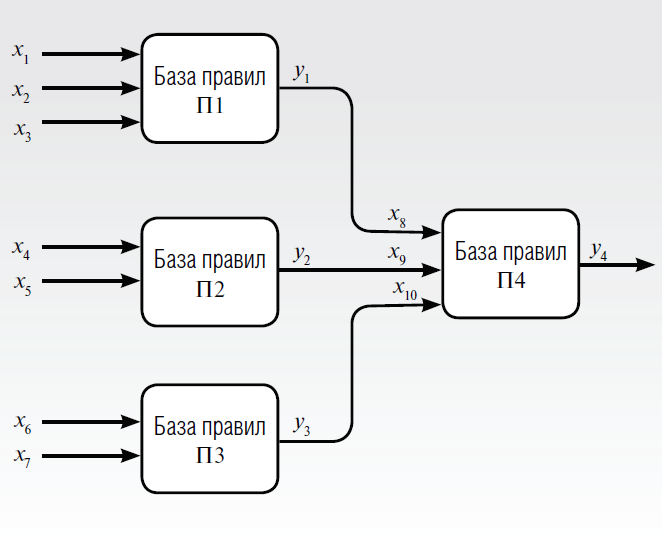 x₁
x₂
x₃
База правил
П1
y₁
x₄
x₅
База правил
П2
y₂
x₆
x₇
База правил
П3
y₃
x₈
x₉
x₁₀
База правил
П4
y₄